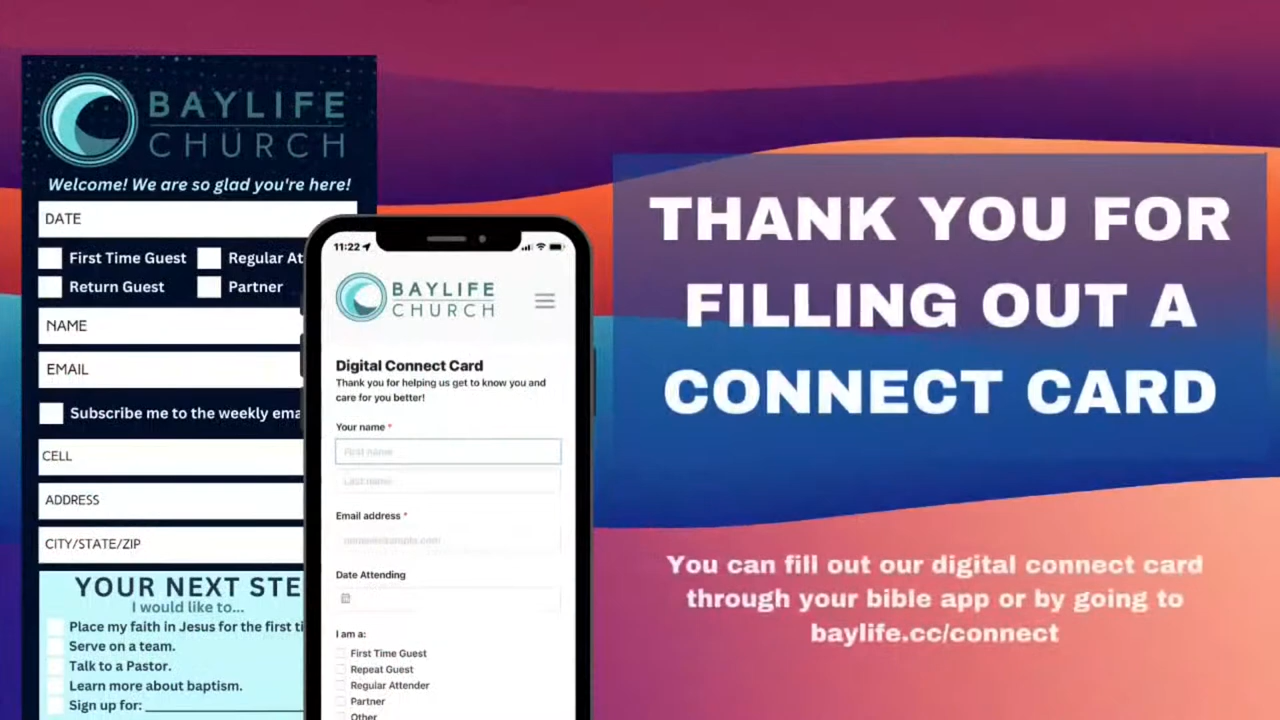 BAYLIFE
CHURCH
Welcome! We are so glad you're here!
DATE
First Time Guest
Regular At
Return Guest
Partner
NAME
EMAIL
Subscribe me to the weekly ema
CELL
ADDRESS
CITY/STATE/ZIP
YOUR NEXT STE
I would like to...
Place my faith in Jesus for the first ti
Serve on a team.
Talk to a Pastor.
Learn more about baptism.
Sign up for:
11:22
BAYLIFE
CHURCH
Digital Connect Card
Thank you for helping us get to know you and
care for you better!
Your name *
First name
Last name
Email address *
Date Attending
I am a:
First Time Guest
Repeat Guest
Regular Attender
Partner
Other
THANK YOU FOR
FILLING OUT A
CONNECT CARD
You can fill out our digital connect card
through your bible app or by going to
baylife.cc/connect